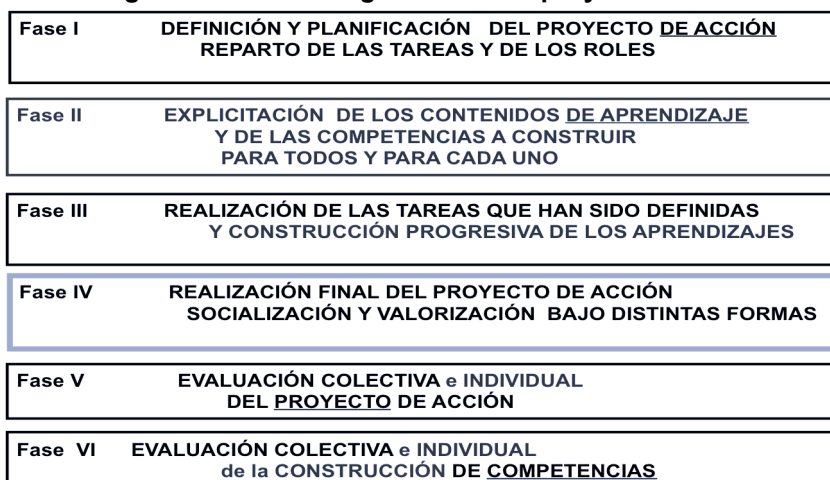 Fase I DEFINICIÓN Y PLANIFICACIÓN DEL PROYECTO DE ACCIÓN
REPARTO DE LAS TAREAS Y DE LOS ROLES
Fase II EXPLICITACIÓN DE LOS CONTENIDOS DE APRENDIZAJE
Y DE LAS COMPETENCIAS A CONSTRUIR
PARA TODOS Y PARA CADA UNO
Fase III REALIZACIÓN DE LAS TAREAS QUE HAN SIDO DEFINIDAS
Y CONSTRUCCIÓN PROGRESIVA DE LOS APRENDIZAJES
Fase IV REALIZACIÓN FINAL DEL PROYECTO DE ACCIÓN
SOCIALIZACIÓN Y VALORIZACIÓN BAJO DISTINTAS FORMAS
Fase V EVALUACIÓN COLECTIVA e INDIVIDUAL
DEL PROYECTO DE ACCIÓN
Fase VI EVALUACIÓN COLECTIVA e INDIVIDUAL
de la CONSTRUCCIÓN DE COMPETENCIAS